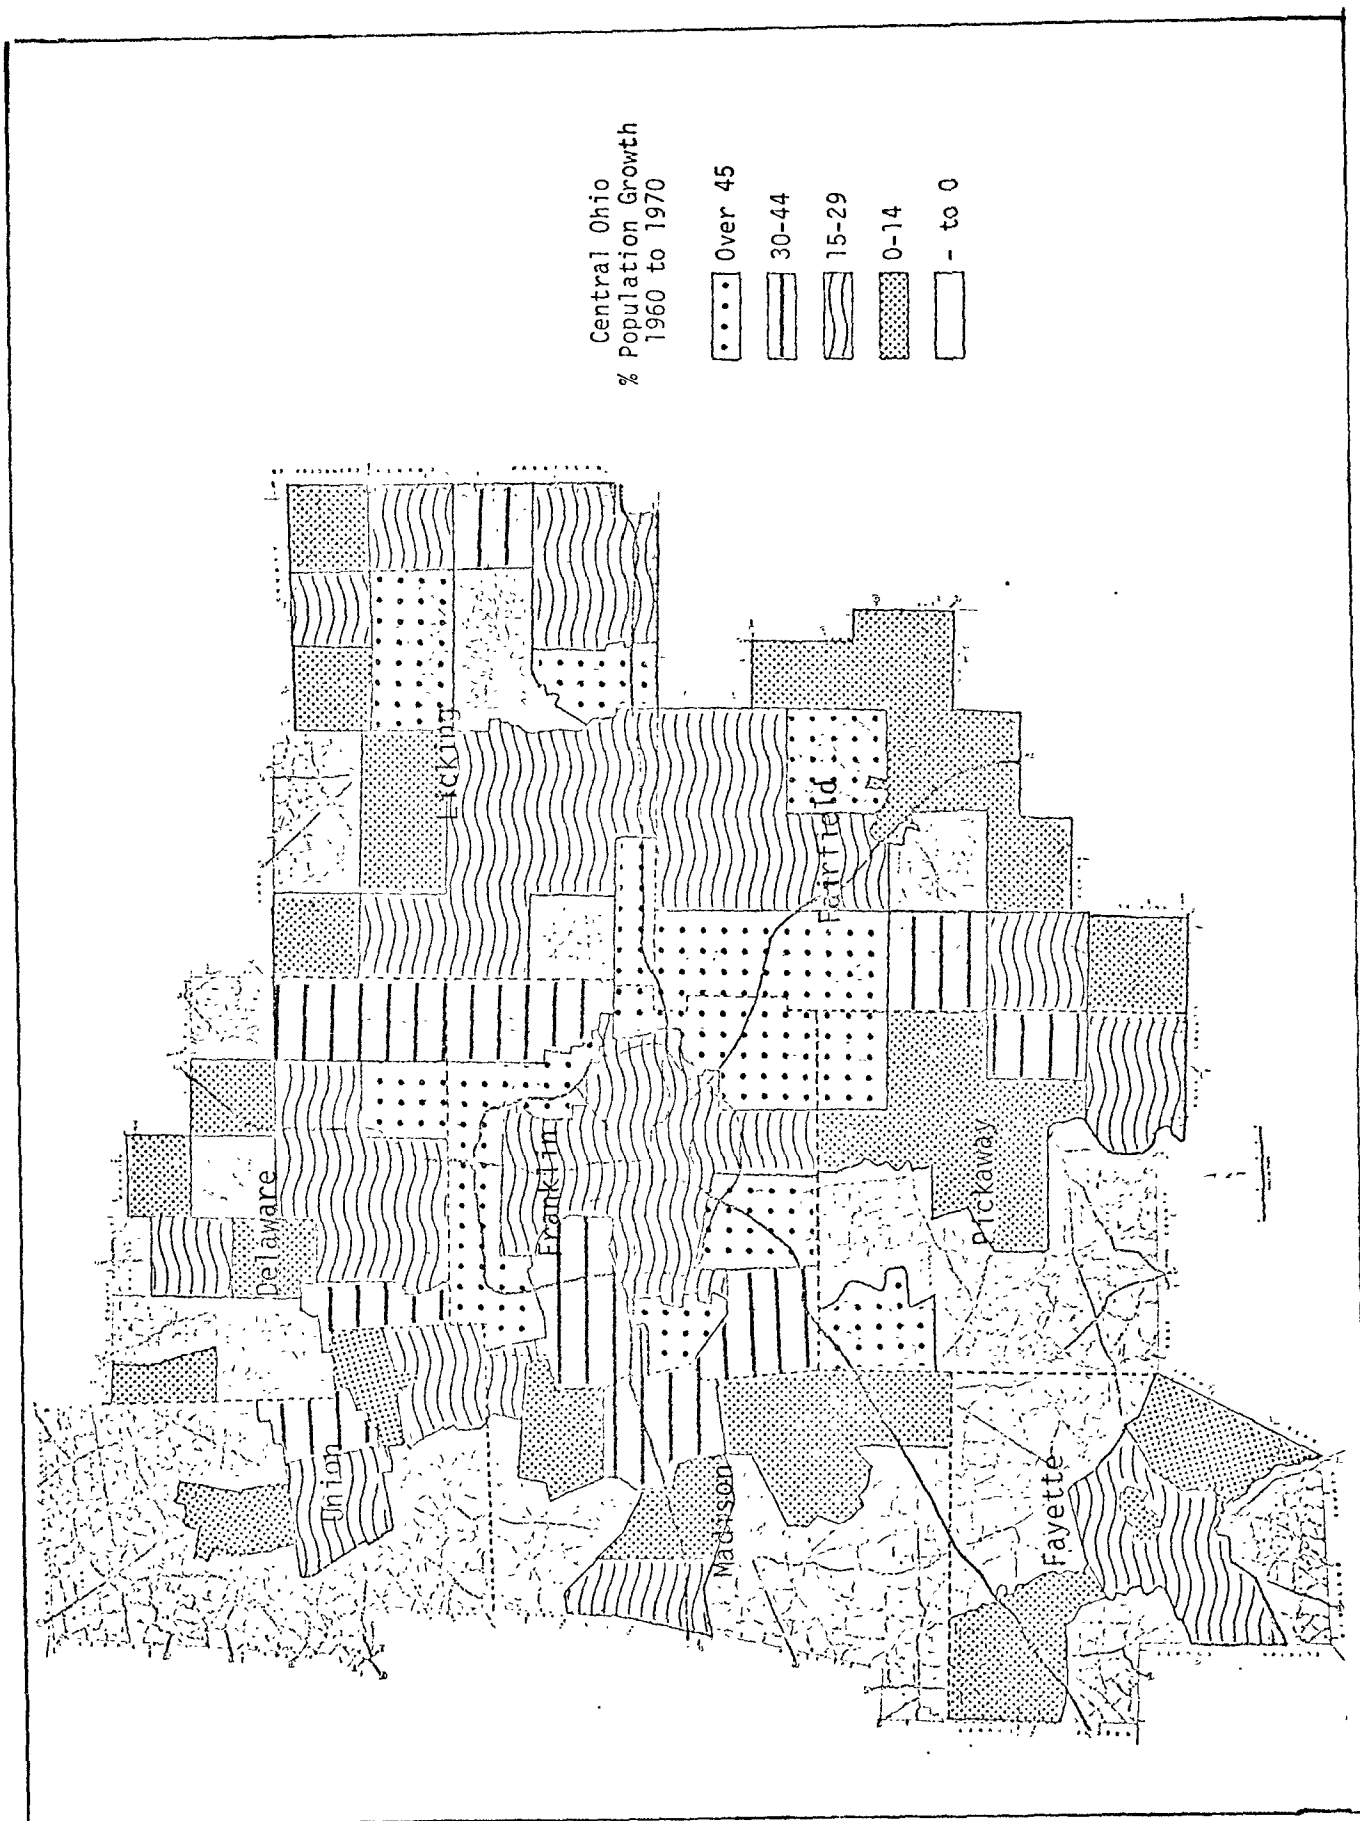 Central Ohio
% Population Growth
1960 to 1970
Over 45
30-44
15-29
0-14
- to 0
Delaware
Union
Licking
Franklin
Madison
Fairfield
Pickaway
Fayette